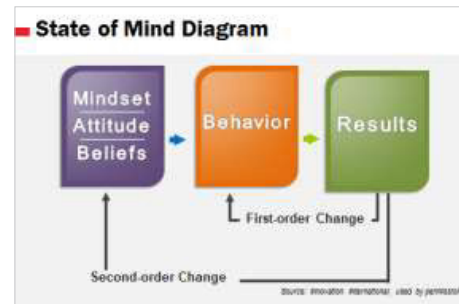 State of Mind Diagram
Mindset
Attitude
Beliefs
Behavior
Results
First-order Change
Second-order Change
Source: Innovation International, used by permission